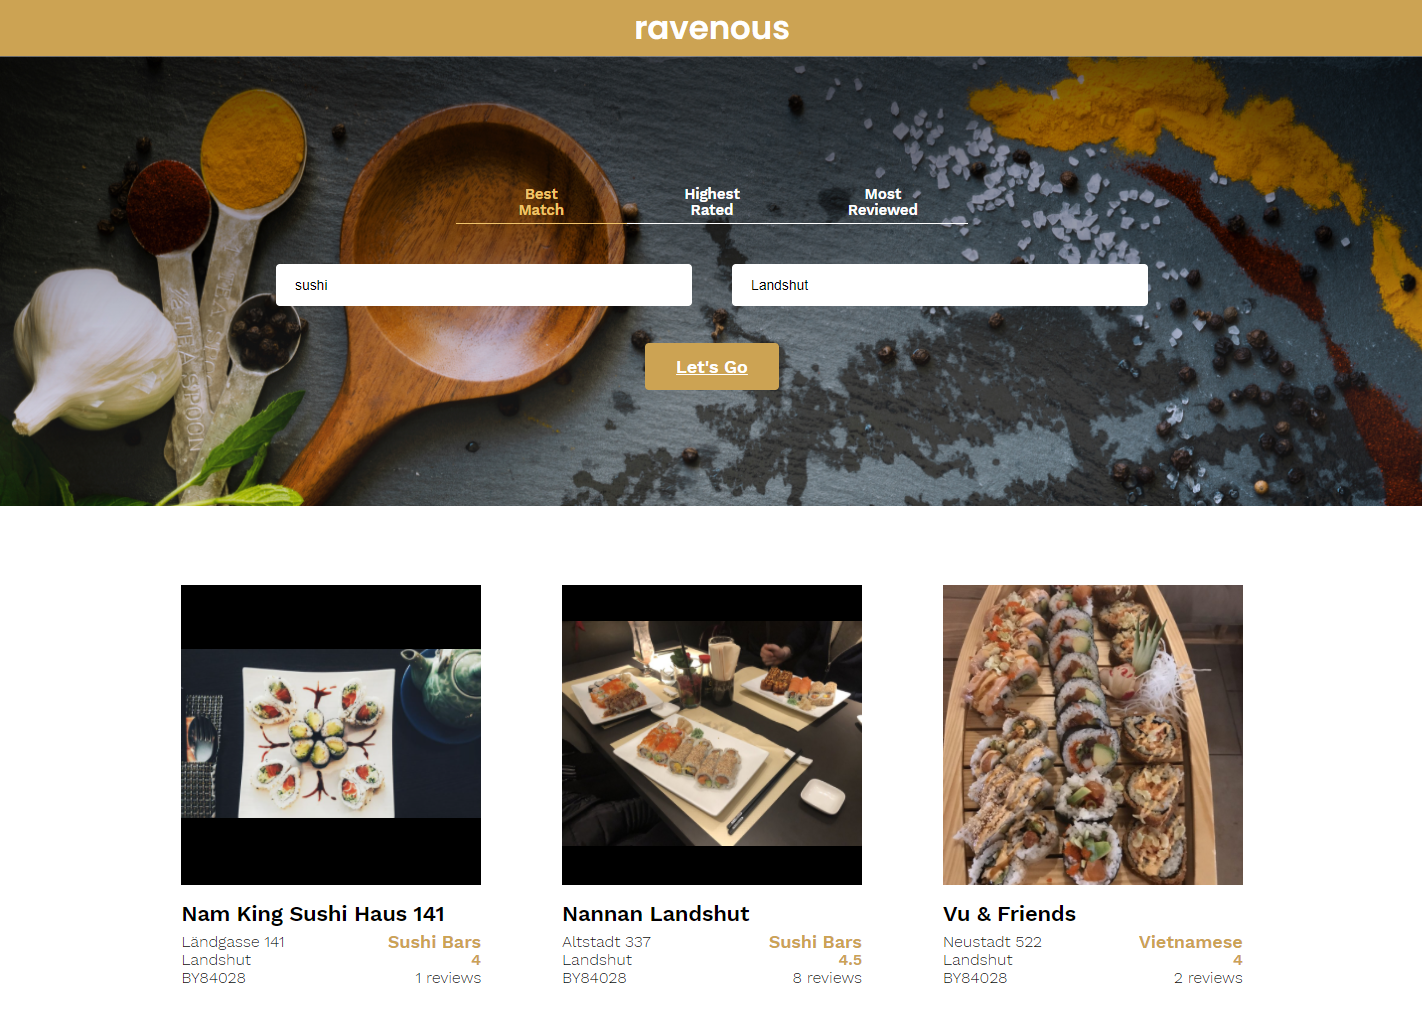 ravenous
Best
Match
Highest
Rated
Most
Reviewed
sushi
Landshut
Let's Go
TEASPOON
Nam King Sushi Haus 141
Ländgasse 141
Landshut
BY84028
Sushi Bars
4
1 reviews
Nannan Landshut
Altstadt 337
Landshut
BY84028
Sushi Bars
4.5
8 reviews
Vu & Friends
Neustadt 522
Landshut
BY84028
Vietnamese
4
2 reviews